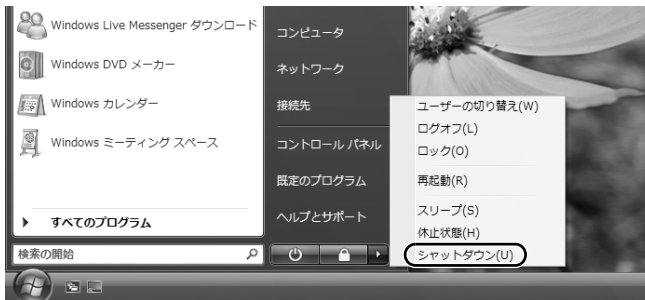 Windows Live Messenger ダウンロード
Windows DVD メーカー
Windows カレンダー
Windows ミーティング スペース
すべてのプログラム
検索の開始
コンピュータ
ネットワーク
接続先
コントロール パネル
既定のプログラム
ヘルプとサポート
ユーザーの切り替え(W)
ログオフ(L)
ロック(O)
再起動(R)
スリープ(S)
休止状態(H)
シャットダウン(U)